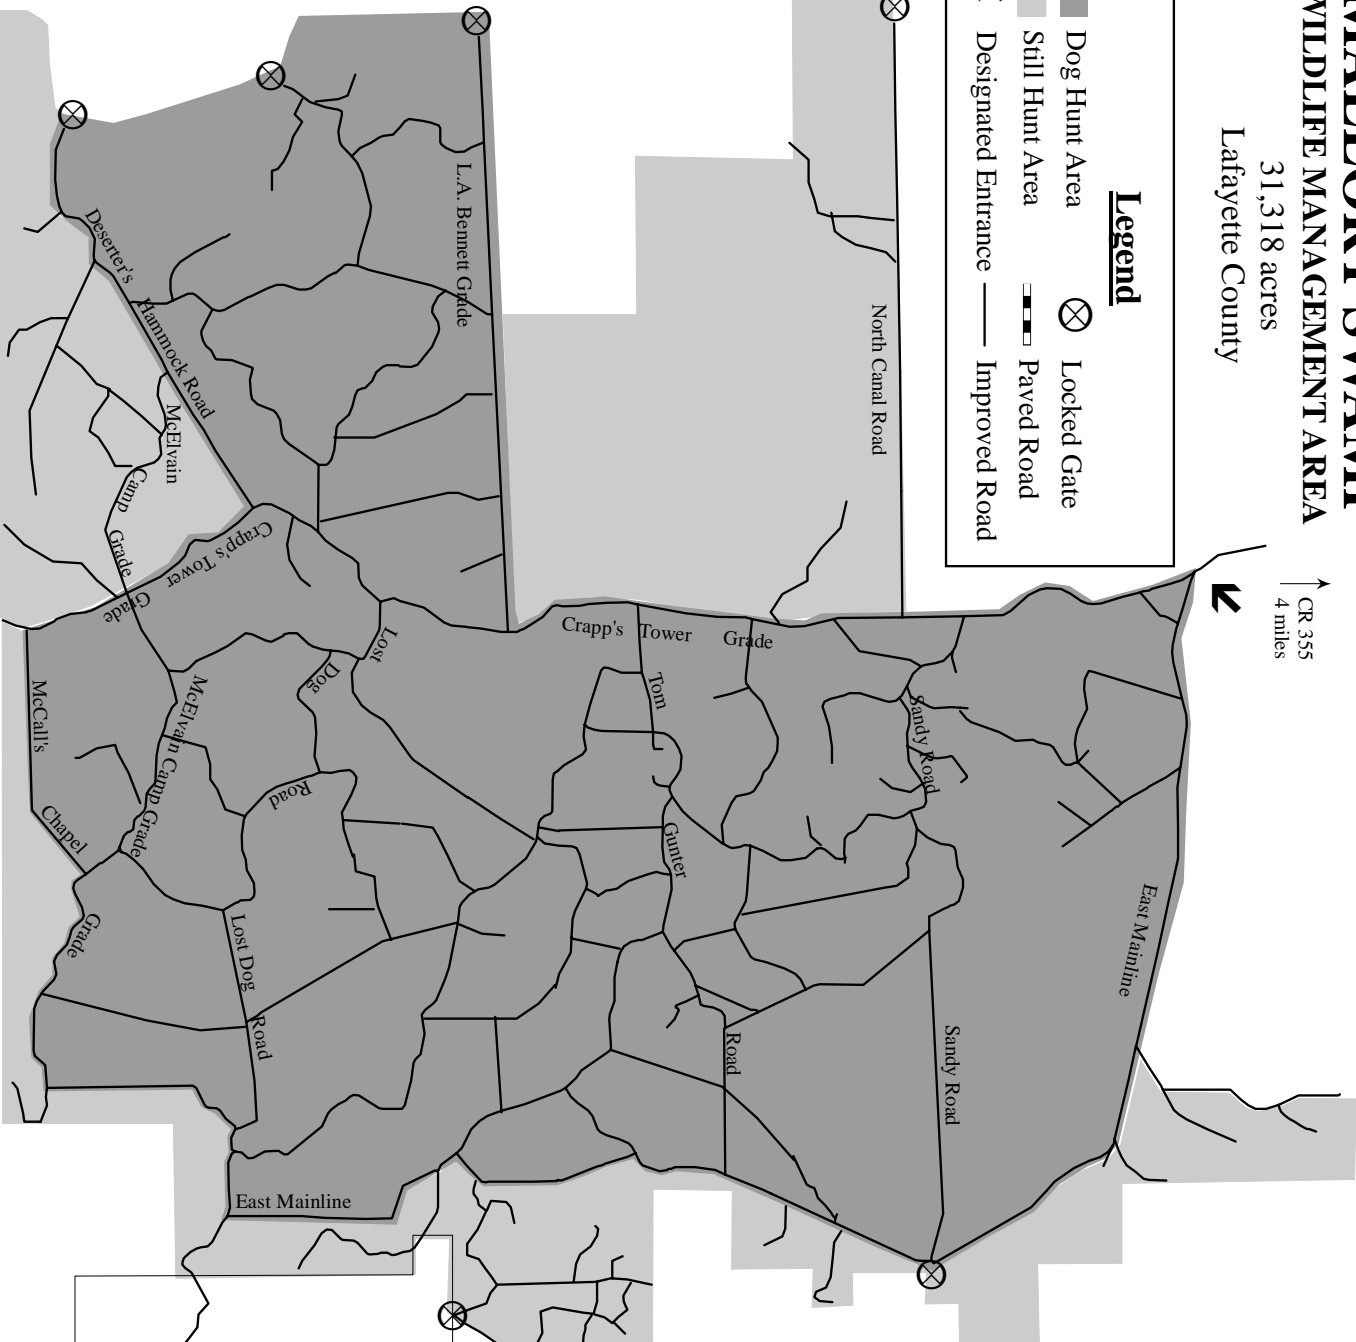 WILDLIFE MANAGEMENT AREA
31,318 acres
Lafayette County
CR 355
4 miles
Legend
Dog Hunt Area
Still Hunt Area
Designated Entrance
Locked Gate
Paved Road
Improved Road
North Canal Road
L.A. Bennett Grade
Deserter's Hammock Road
McElvain Camp Grade
Crapp's Tower Grade
Crapp's Tower Grade
Lost Dog Road
Tom Gunter Road
Sandy Road
East Mainline
McElvain Camp Grade
McCall's Chapel Grade
Lost Dog Road
Sandy Road
East Mainline